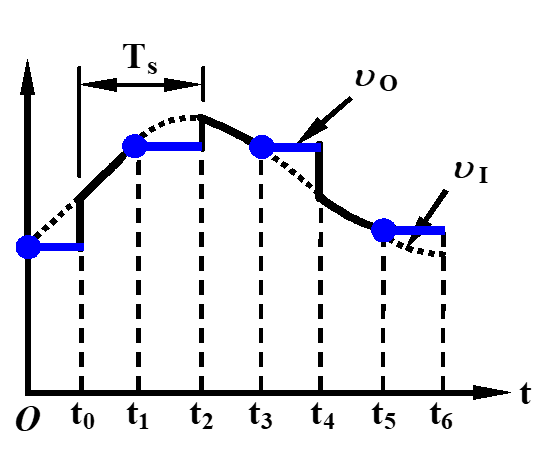 Tₛ
υO
υI
t
O t₀ t₁ t₂ t₃ t₄ t₅ t₆